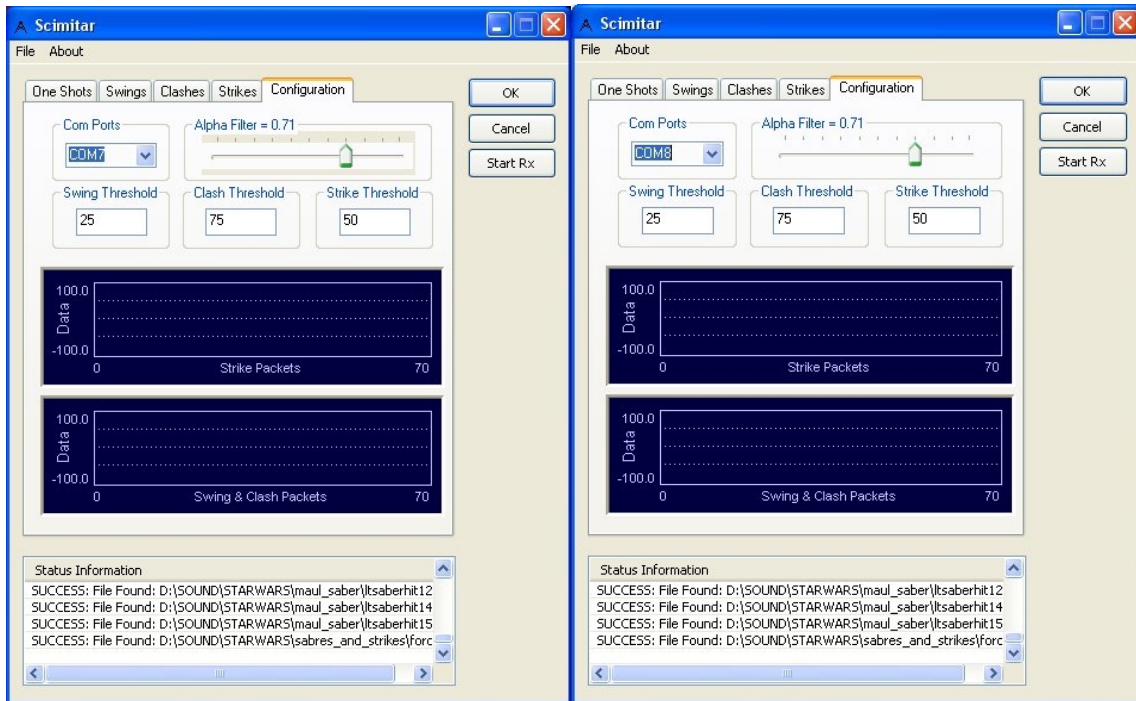 Scimitar
File About
One Shots Swings Clashes Strikes Configuration
OK
Com Ports
Alpha Filter = 0.71
Cancel
COM7
Start Rx
Swing Threshold Clash Threshold Strike Threshold
25 75 50
100.0
Data
-100.0
0 Strike Packets 70
100.0
Data
-100.0
0 Swing & Clash Packets 70
Status Information
SUCCESS: File Found: D:\SOUND\STARWARS\maul_saber\ltsaberhit12
SUCCESS: File Found: D:\SOUND\STARWARS\maul_saber\ltsaberhit14
SUCCESS: File Found: D:\SOUND\STARWARS\maul_saber\ltsaberhit15
SUCCESS: File Found: D:\SOUND\STARWARS\sabres_and_strikes\forc
Scimitar
File About
One Shots Swings Clashes Strikes Configuration
OK
Com Ports
Alpha Filter = 0.71
Cancel
COM8
Start Rx
Swing Threshold Clash Threshold Strike Threshold
25 75 50
100.0
Data
-100.0
0 Strike Packets 70
100.0
Data
-100.0
0 Swing & Clash Packets 70
Status Information
SUCCESS: File Found: D:\SOUND\STARWARS\maul_saber\ltsaberhit12
SUCCESS: File Found: D:\SOUND\STARWARS\maul_saber\ltsaberhit14
SUCCESS: File Found: D:\SOUND\STARWARS\maul_saber\ltsaberhit15
SUCCESS: File Found: D:\SOUND\STARWARS\sabres_and_strikes\forc